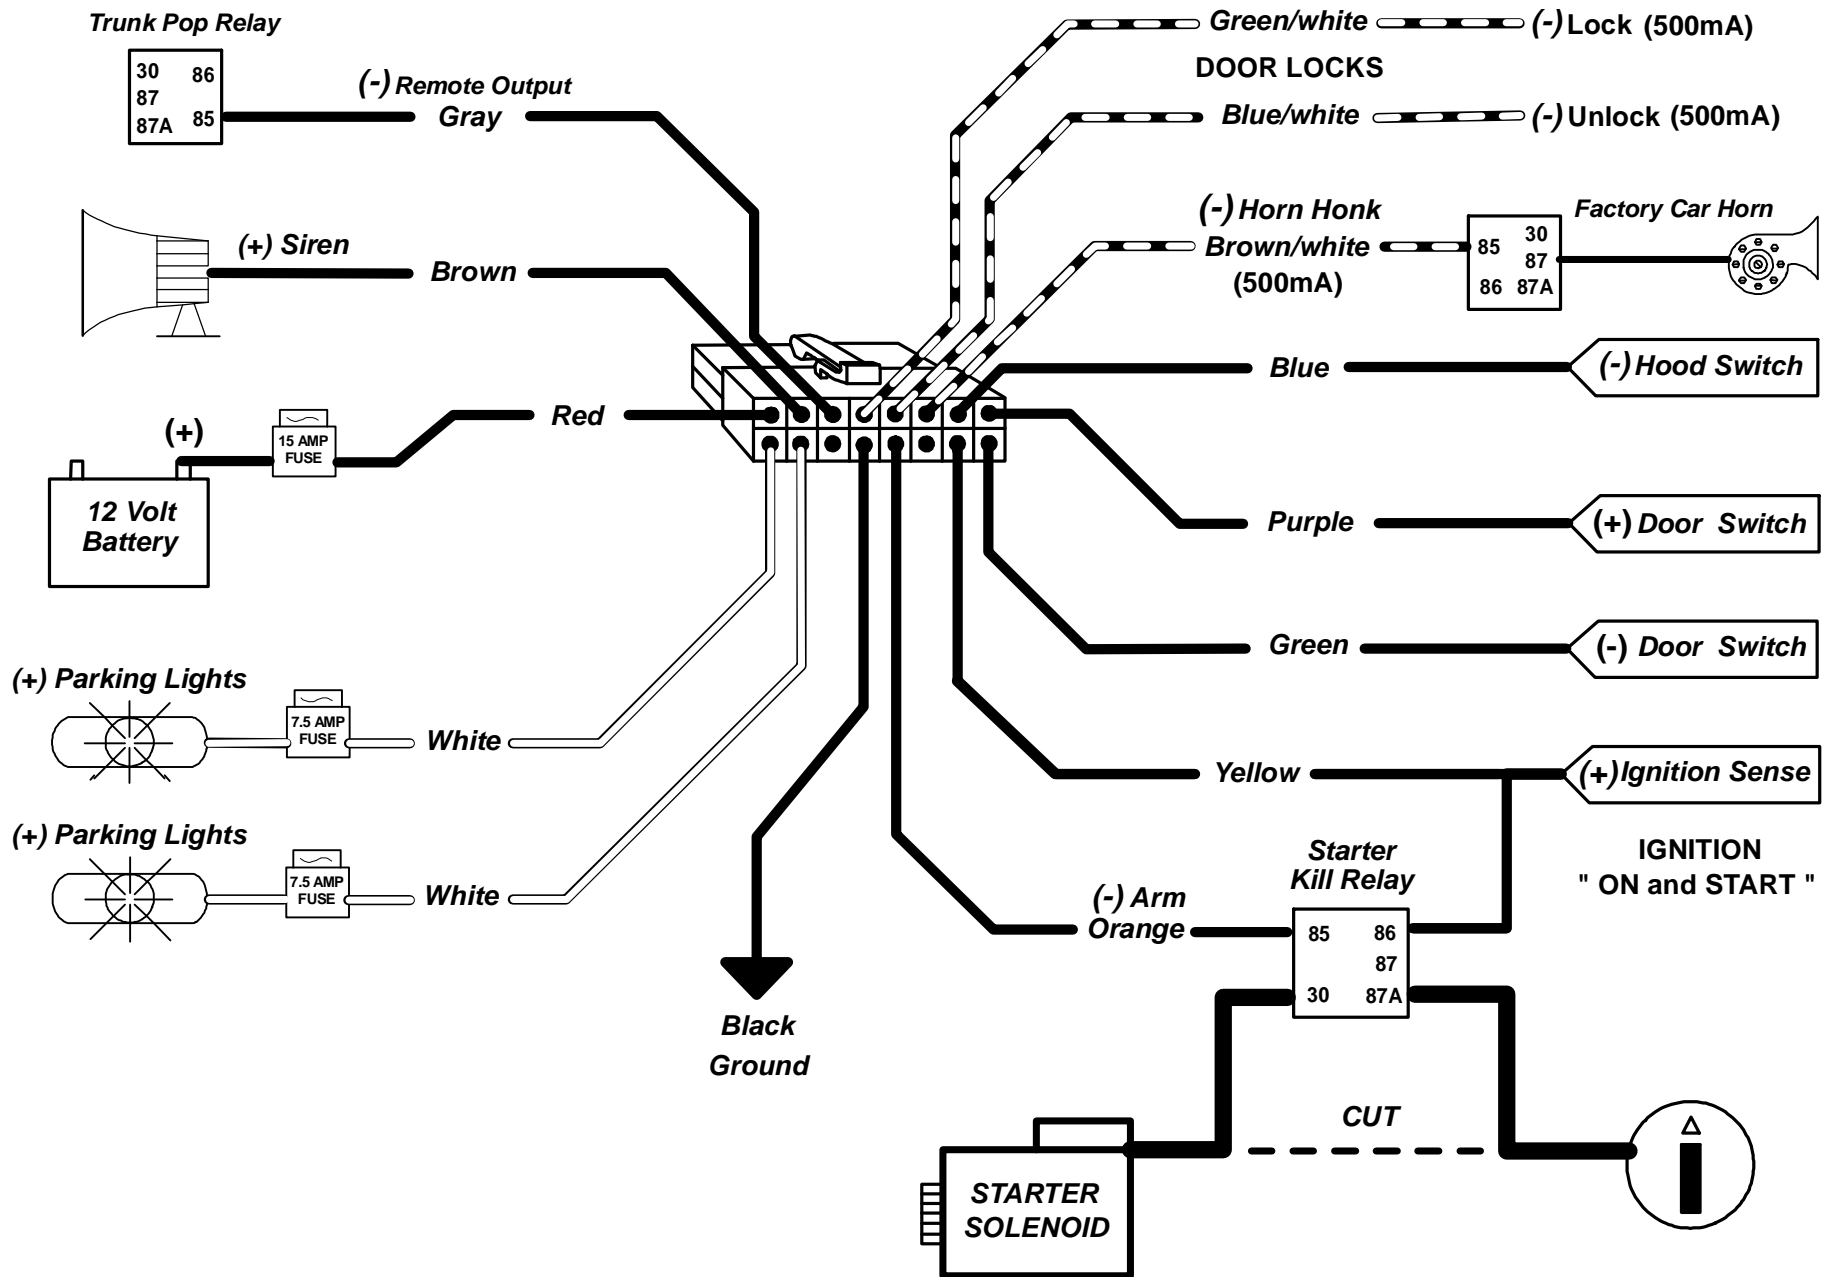 Trunk Pop Relay
30 86
87
87A 85
(-) Remote Output
Gray
(+) Siren
Brown
(+)
15 AMP
FUSE
Red
12 Volt
Battery
(+) Parking Lights
7.5 AMP
FUSE
White
(+) Parking Lights
7.5 AMP
FUSE
White
Black
Ground
Green/white
(-) Lock (500mA)
DOOR LOCKS
Blue/white
(-) Unlock (500mA)
(-) Horn Honk
Brown/white
(500mA)
Factory Car Horn
30
85
87
86 87A
Blue
(-) Hood Switch
Purple
(+) Door Switch
Green
(-) Door Switch
Yellow
(+)Ignition Sense
IGNITION
" ON and START "
Starter
Kill Relay
(-) Arm
Orange
85 86
87
30 87A
CUT
STARTER
SOLENOID